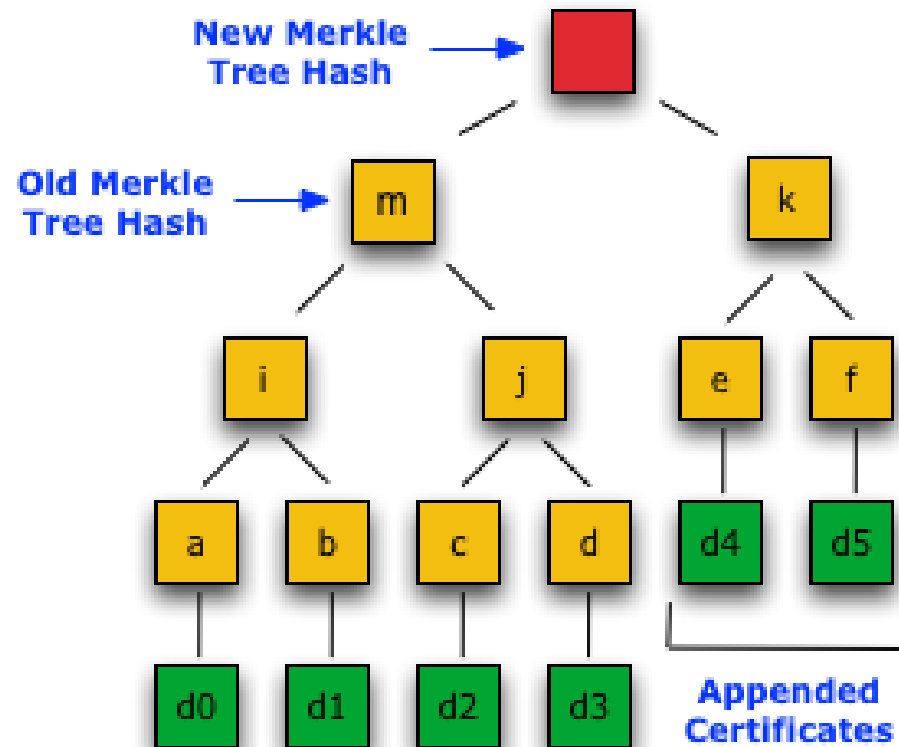 New Merkle
Tree Hash
Old Merkle
Tree Hash
m
k
i
j
e
f
a
b
c
d
d4
d5
d0
d1
d2
d3
Appended
Certificates